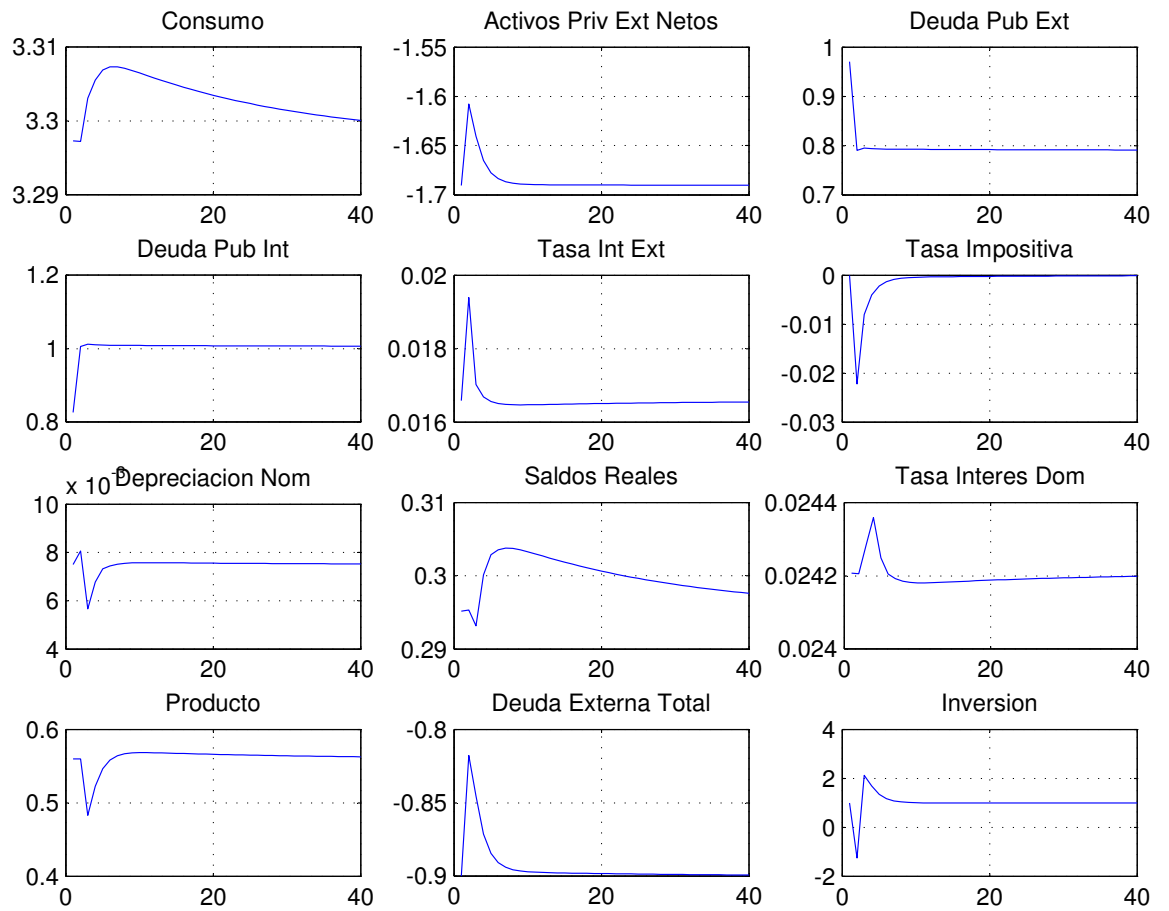 Consumo
3.31
3.3
3.29
0 20 40
Activos Priv Ext Netos
-1.55
-1.6
-1.65
-1.7
0 20 40
Deuda Pub Ext
1
0.9
0.8
0.7
0 20 40
Deuda Pub Int
1.2
1
0.8
0 20 40
Tasa Int Ext
0.02
0.018
0.016
0 20 40
Tasa Impositiva
0
-0.01
-0.02
-0.03
0 20 40
x 10^-3
Depreciacion Nom
10
8
6
4
0 20 40
Saldos Reales
0.31
0.3
0.29
0 20 40
Tasa Interes Dom
0.0244
0.0242
0.024
0 20 40
Producto
0.6
0.5
0.4
0 20 40
Deuda Externa Total
-0.8
-0.85
-0.9
0 20 40
Inversion
4
2
0
-2
0 20 40